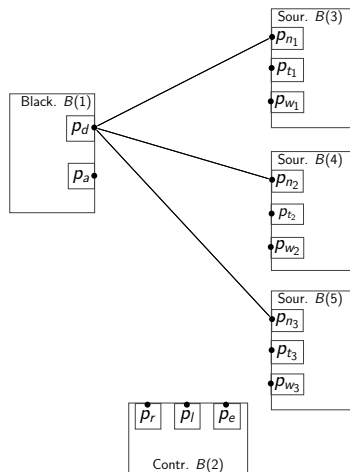 Sour. B(3)
p_{n_1}
p_{t_1}
p_{w_1}
Black. B(1)
p_d
p_a
Sour. B(4)
p_{n_2}
p_{t_2}
p_{w_2}
Sour. B(5)
p_{n_3}
p_{t_3}
p_{w_3}
p_r p_l p_e
Contr. B(2)